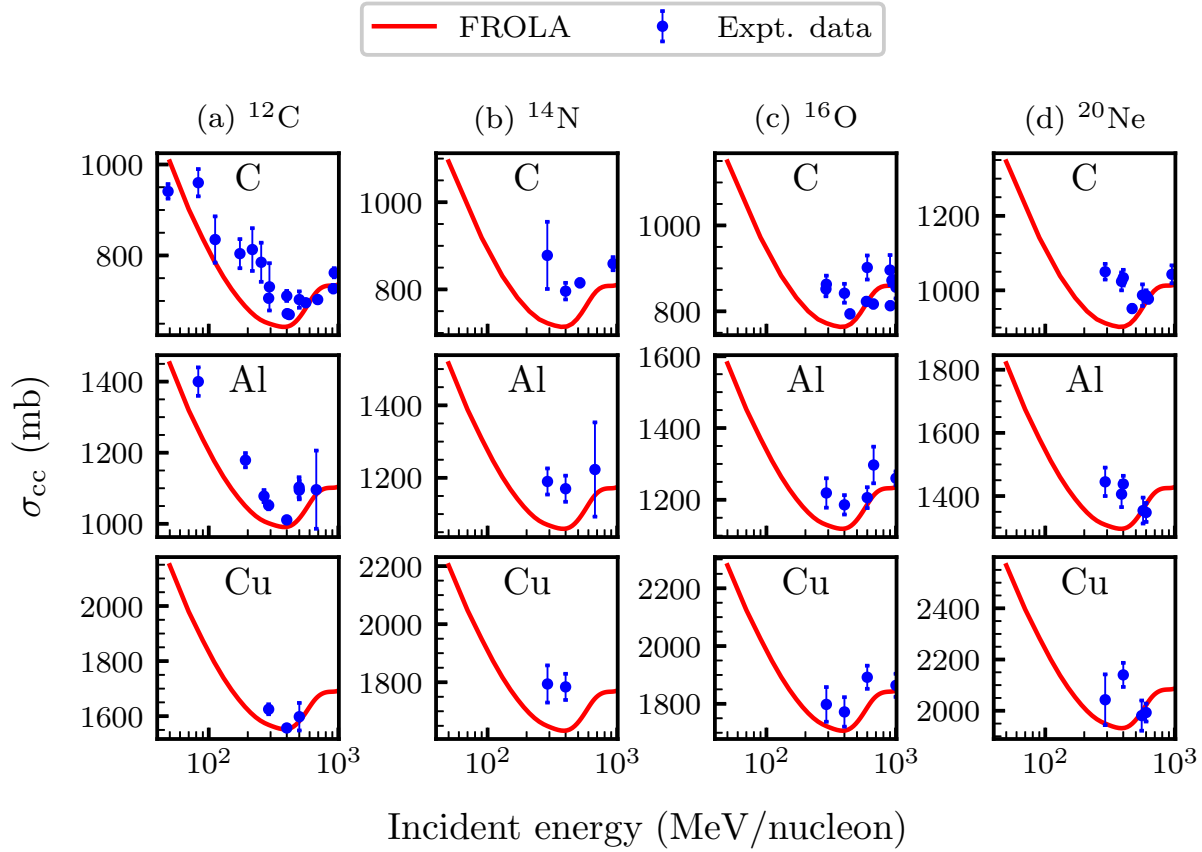 FROLA Expt. data
(a) ¹²C (b) ¹⁴N (c) ¹⁶O (d) ²⁰Ne
σcc (mb)
C
1000
800
C
1000
800
C
1000
800
C
1200
1000
Al
1400
1200
1000
Al
1400
1200
Al
1600
1400
1200
Al
1800
1600
1400
Cu
2000
1800
1600
10² 10³
Cu
2200
2000
1800
10² 10³
Cu
2200
2000
1800
10² 10³
Cu
2400
2200
2000
10² 10³
Incident energy (MeV/nucleon)